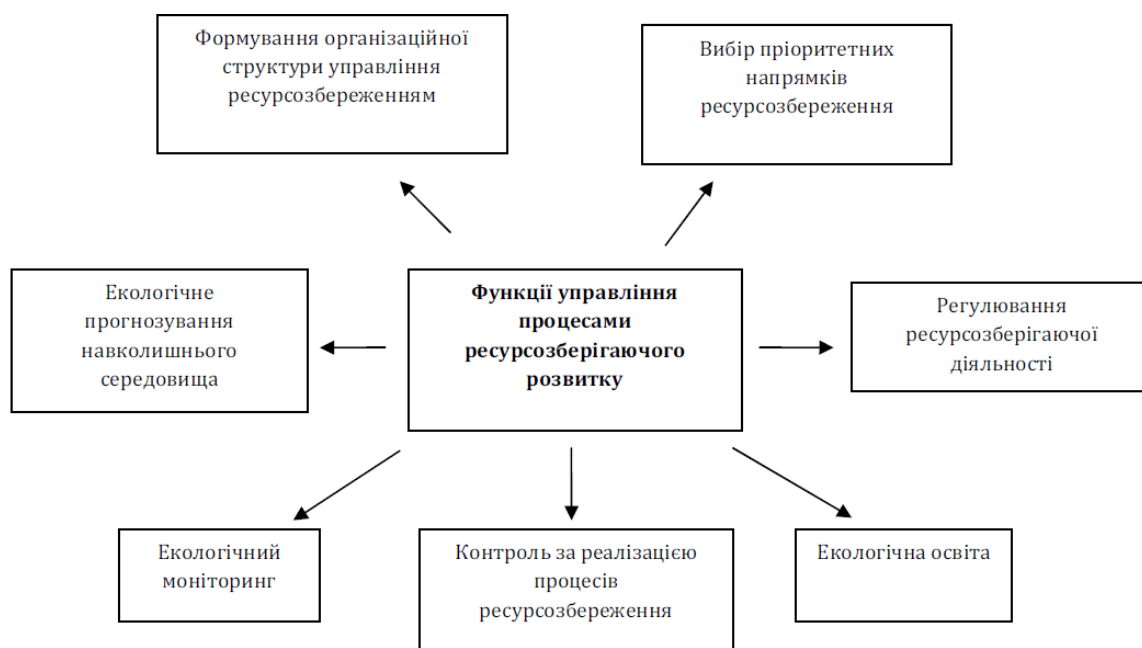 Формування організаційної
структури управління
ресурсозбереженням
Вибір пріоритетних
напрямків
ресурсозбереження
Екологічне
прогнозування
навколишнього
середовища
Функції управління
процесами
ресурсозберігаючого
розвитку
Регулювання
ресурсозберігаючої
діяльності
Екологічний
моніторинг
Контроль за реалізацією
процесів
ресурсозбереження
Екологічна освіта